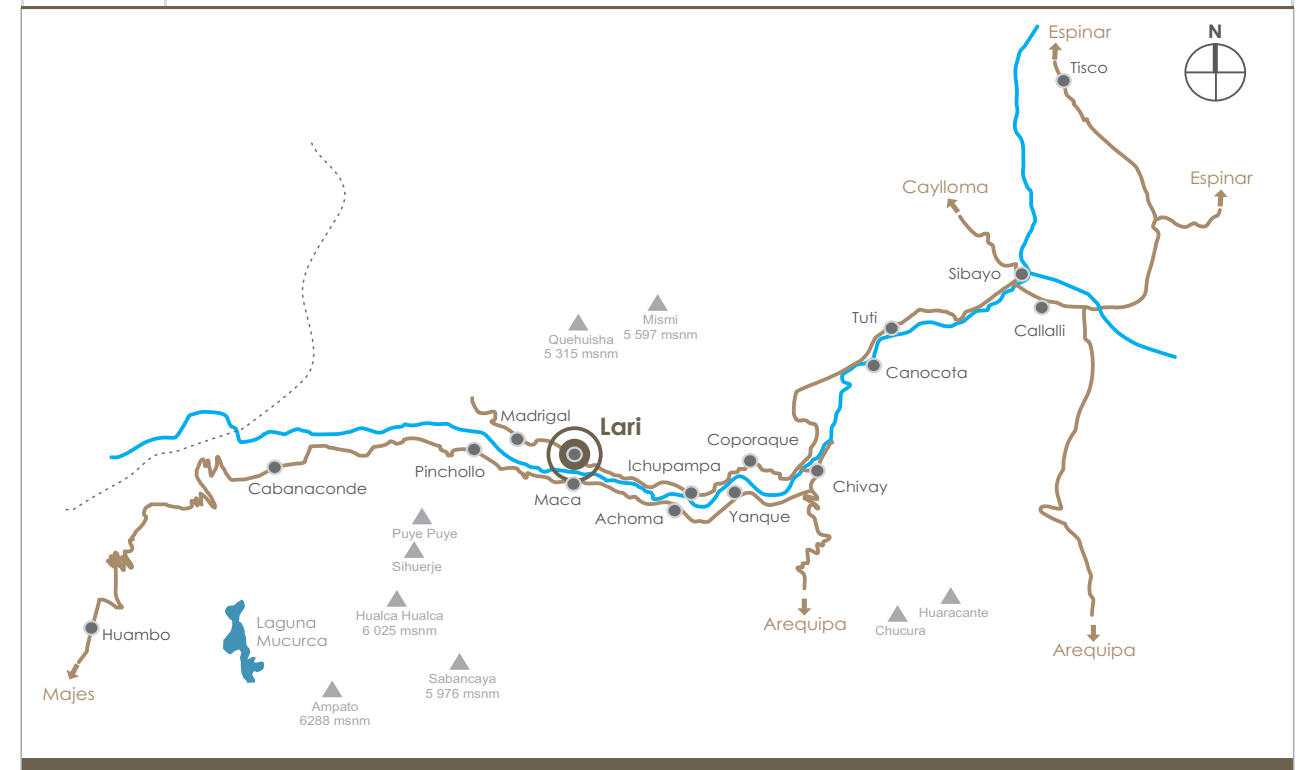 Espinar
N
Tisco
Espinar
Caylloma
Sibayo
Mismi
5 597 msnm
Quehuisha
5 315 msnm
Tuti
Callalli
Canocota
Madrigal
Lari
Coporaque
Ichupampa
Pinchollo
Cabanaconde
Maca
Chivay
Achoma
Yanque
Puye Puye
Sihuerje
Hualca Hualca
6 025 msnm
Laguna
Mucurca
Huambo
Huaracante
Chucura
Arequipa
Arequipa
Sabancaya
5 976 msnm
Majes
Ampato
6288 msnm